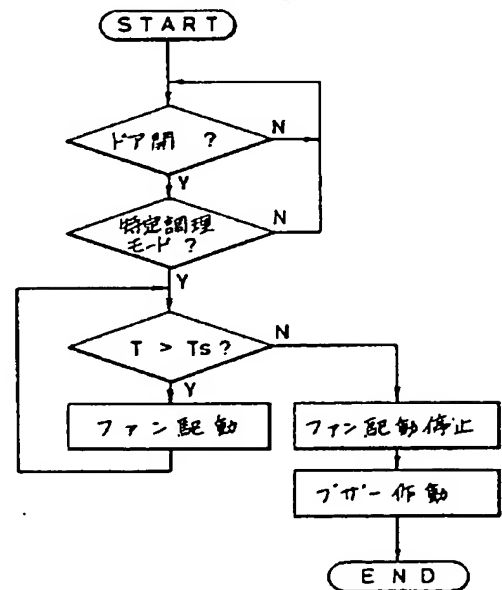 START
ドア開 ?
N
Y
特定調理
モード ?
N
Y
T > Ts ?
N
Y
ファン駆動
ファン駆動停止
ブザー作動
END